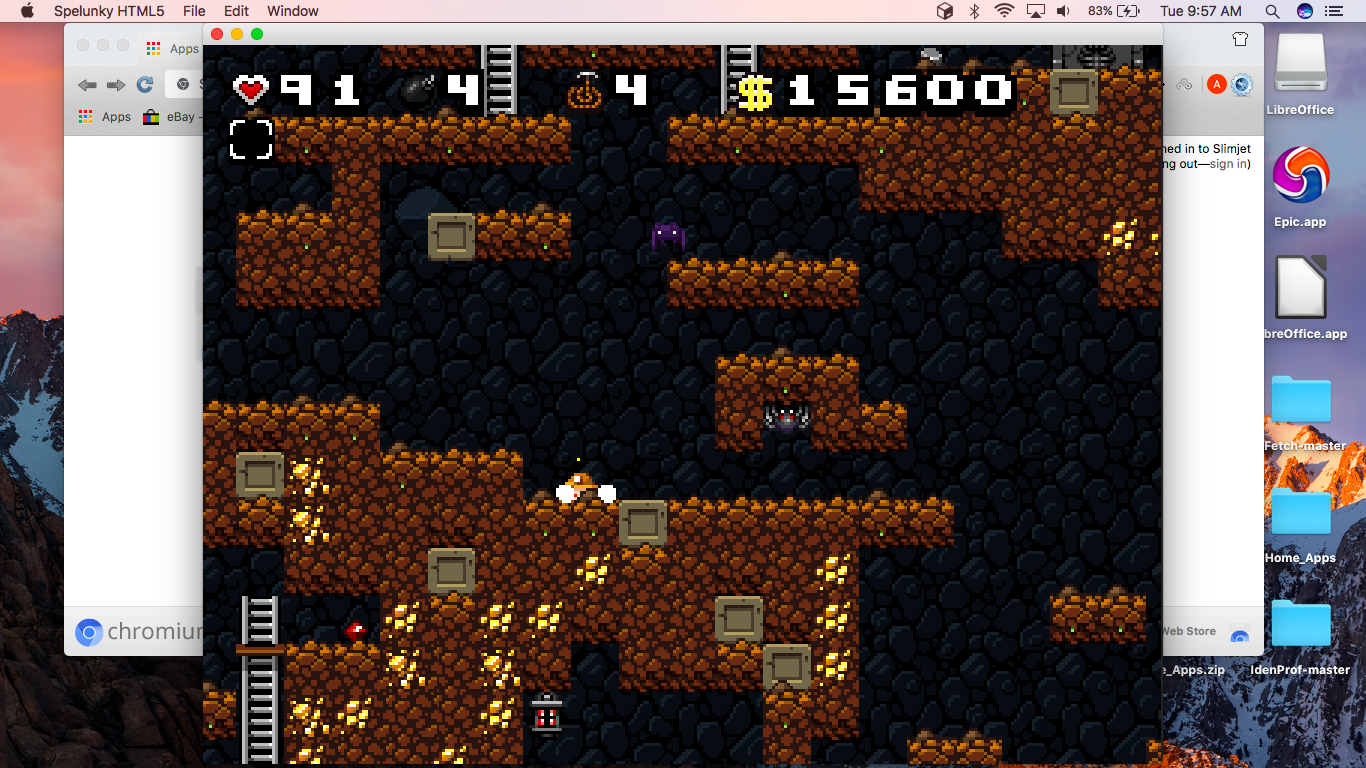 Spelunky HTML5 File Edit Window 83% Tue 9:57 AM
Apps
91 4 4 $15600
A
LibreOffice
Apps eBay –
ned in to Slimjet
ng out—sign in)
Epic.app
breOffice.app
Fetch-master
Home_Apps
chromium
Web Store
e_Apps.zip IdenProf-master